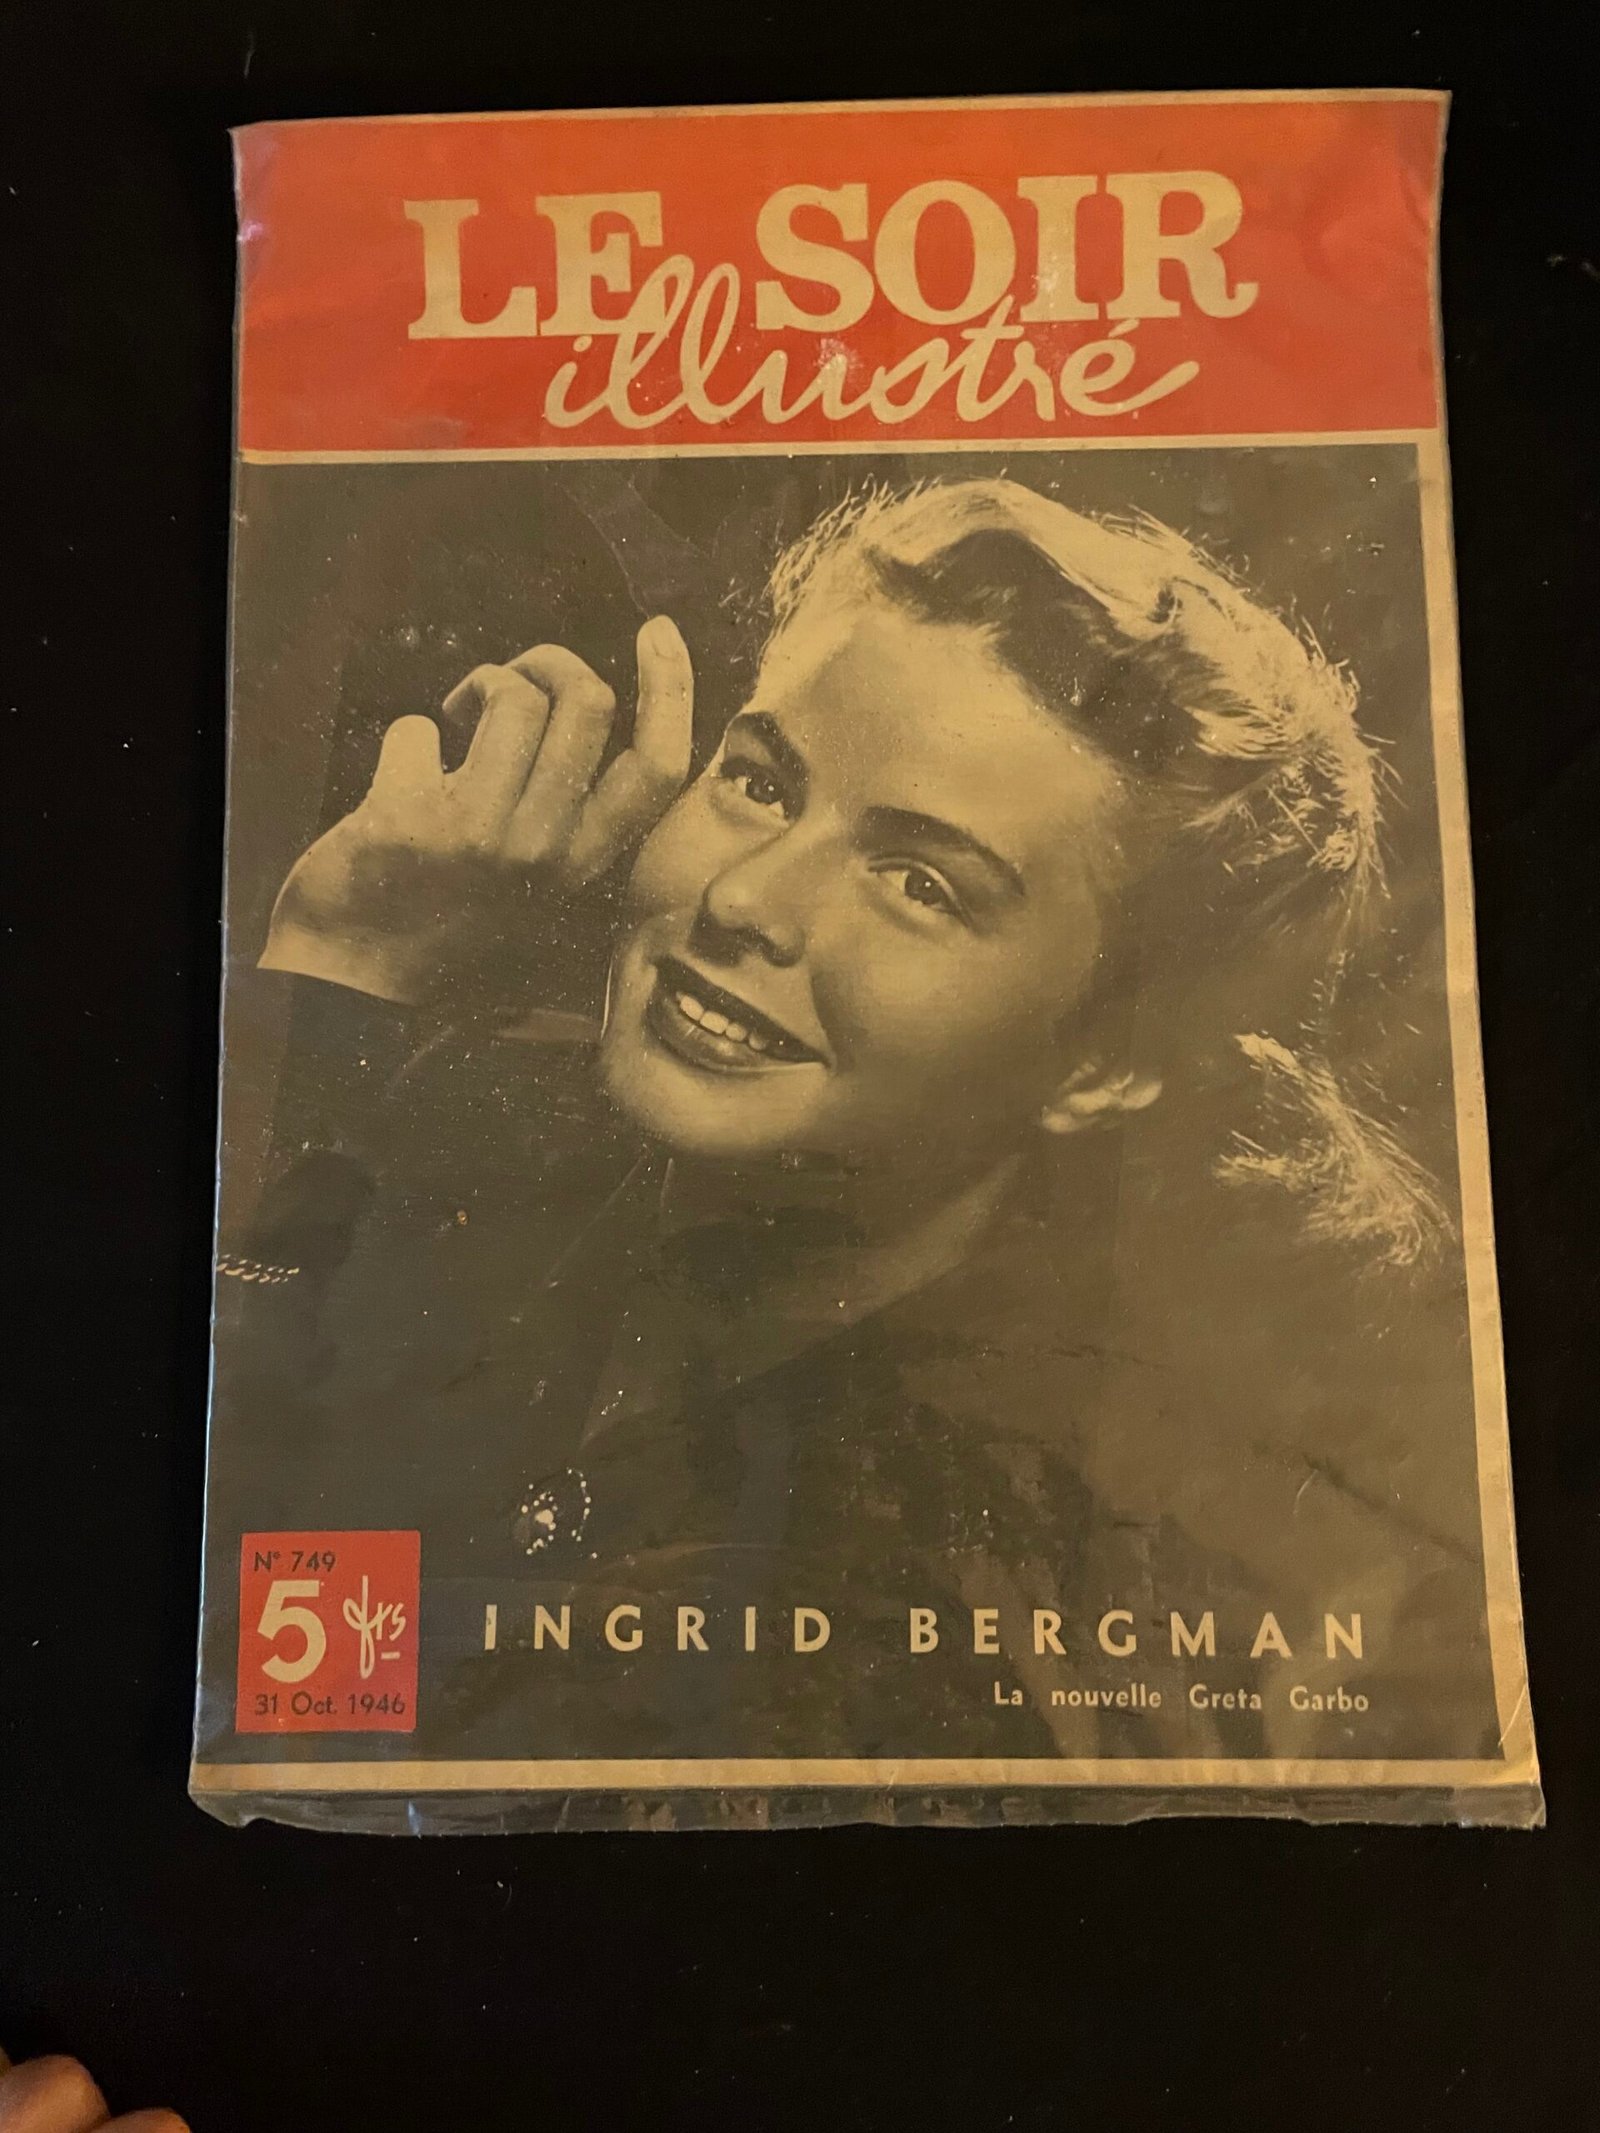 LE SOIR
illustré
N° 749
5 frs
31 Oct. 1946
INGRID BERGMAN
La nouvelle Greta Garbo